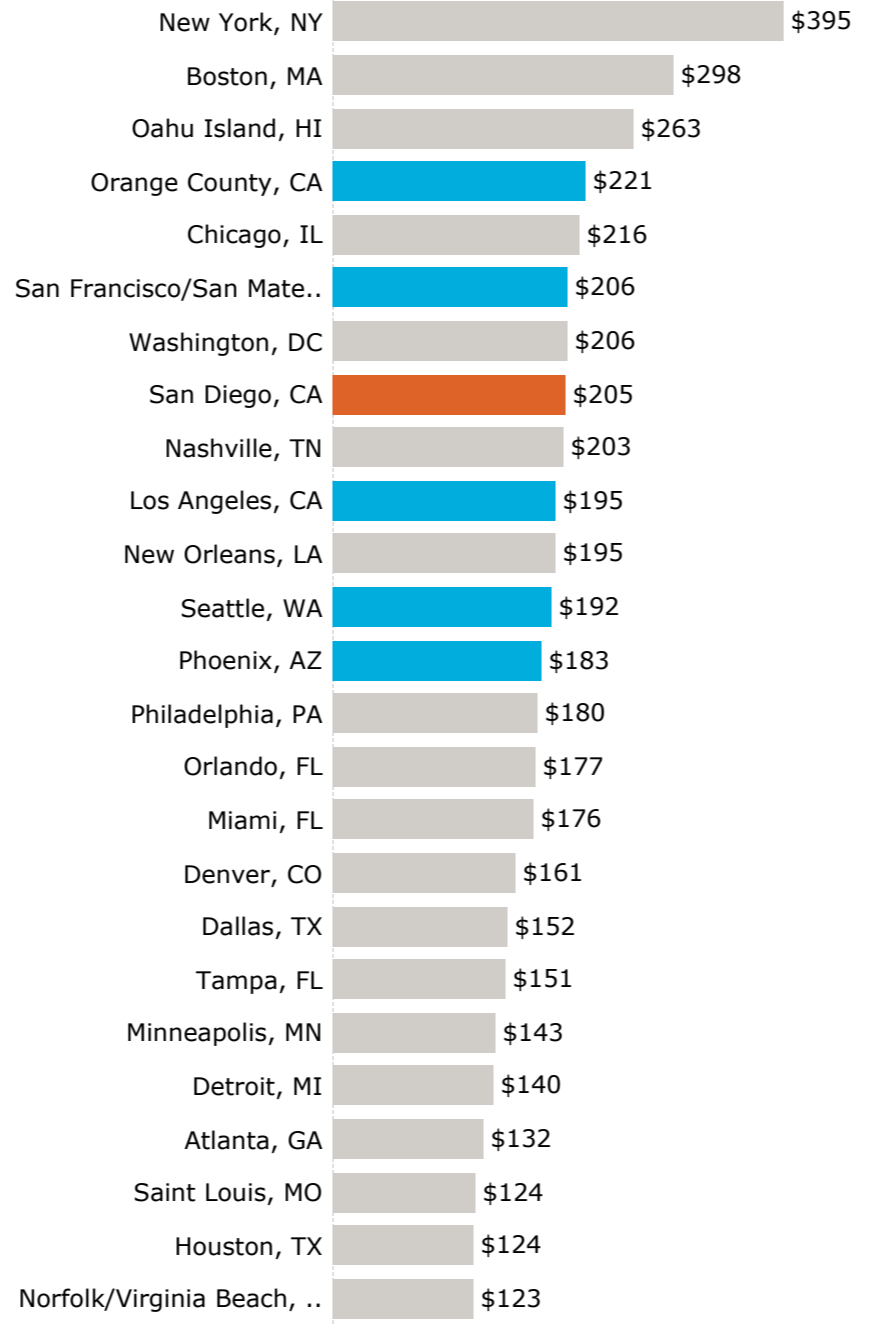 New York, NY $395
Boston, MA $298
Oahu Island, HI $263
Orange County, CA $221
Chicago, IL $216
San Francisco/San Mate.. $206
Washington, DC $206
San Diego, CA $205
Nashville, TN $203
Los Angeles, CA $195
New Orleans, LA $195
Seattle, WA $192
Phoenix, AZ $183
Philadelphia, PA $180
Orlando, FL $177
Miami, FL $176
Denver, CO $161
Dallas, TX $152
Tampa, FL $151
Minneapolis, MN $143
Detroit, MI $140
Atlanta, GA $132
Saint Louis, MO $124
Houston, TX $124
Norfolk/Virginia Beach, .. $123